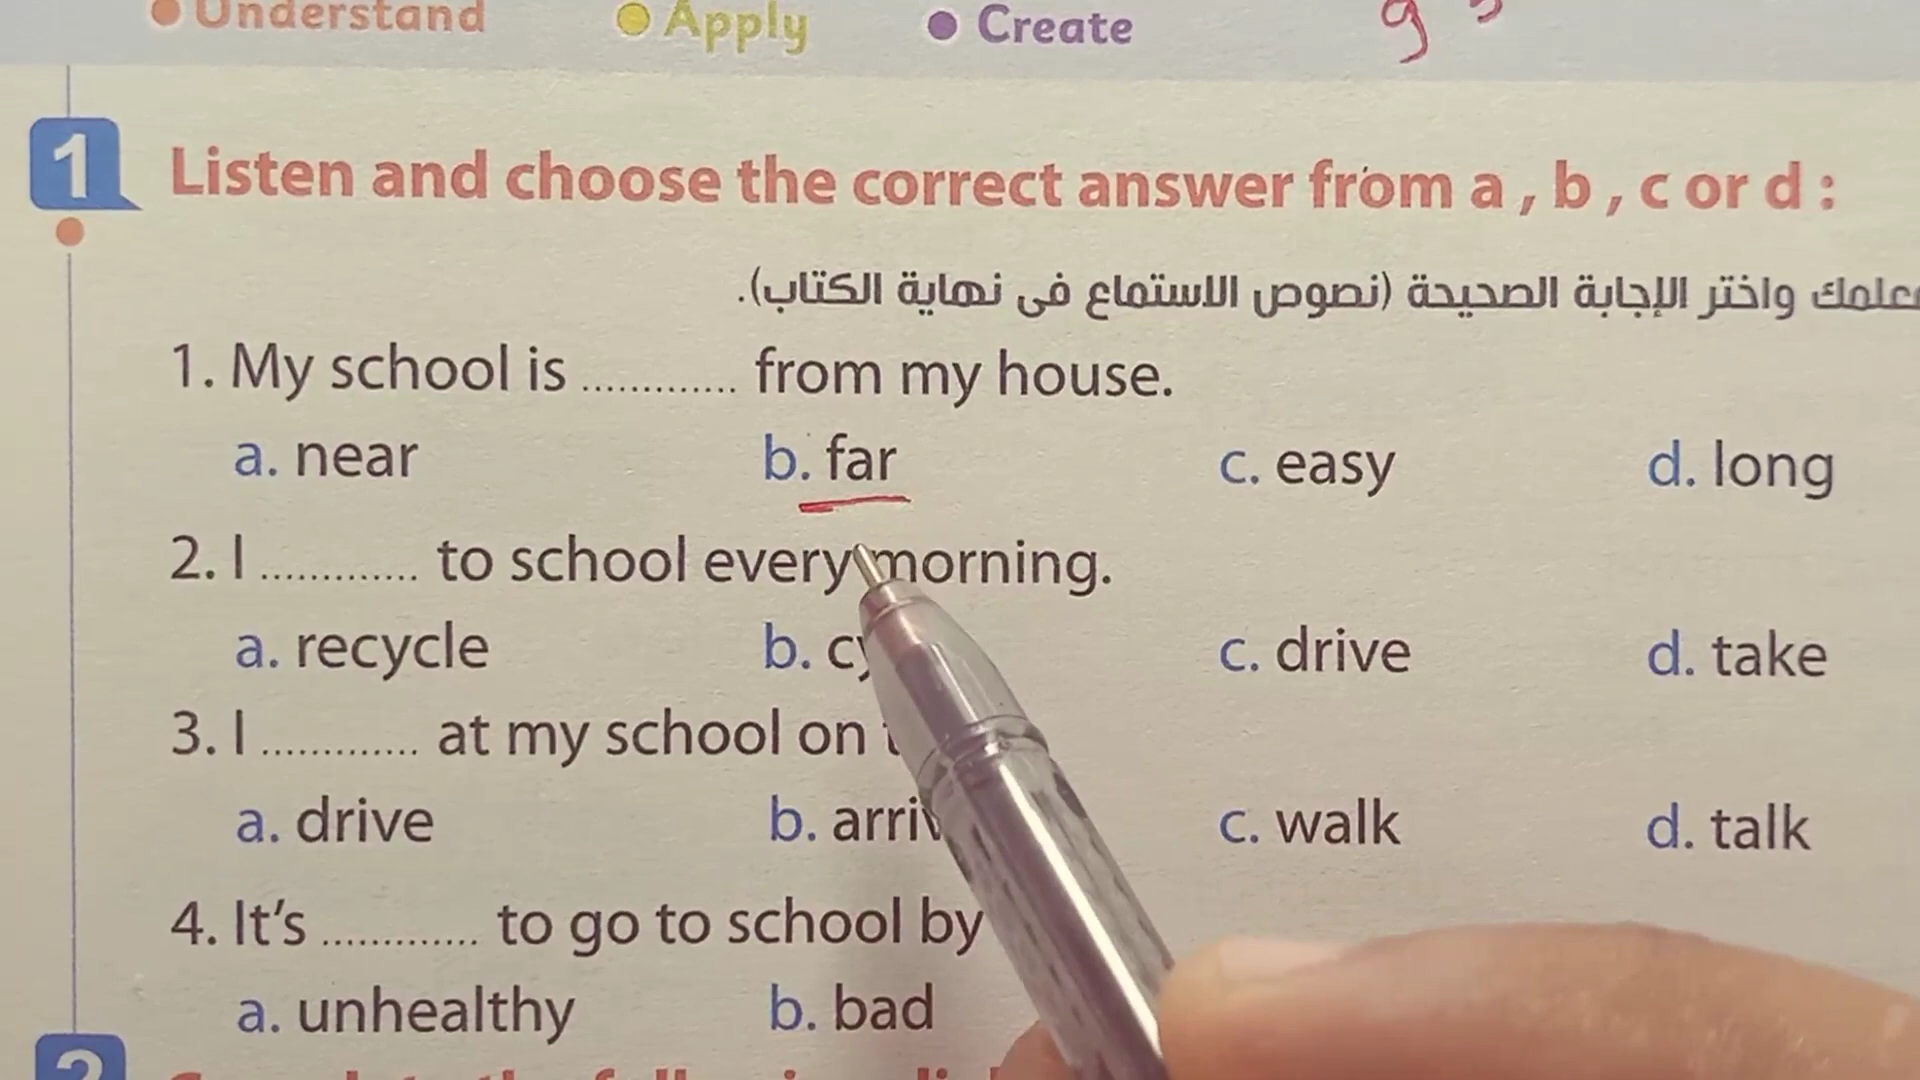 Understand Apply Create
1 Listen and choose the correct answer from a , b , c or d :
واختر الإجابة الصحيحة (نصوص الاستماع فى نهاية الكتاب).
1. My school is ............. from my house.
a. near b. far c. easy d. long
2. I ............. to school every morning.
a. recycle b. c. drive d. take
3. I ............. at my school on
a. drive b. c. walk d. talk
4. It's ............. to go to school by
a. unhealthy b. bad
2